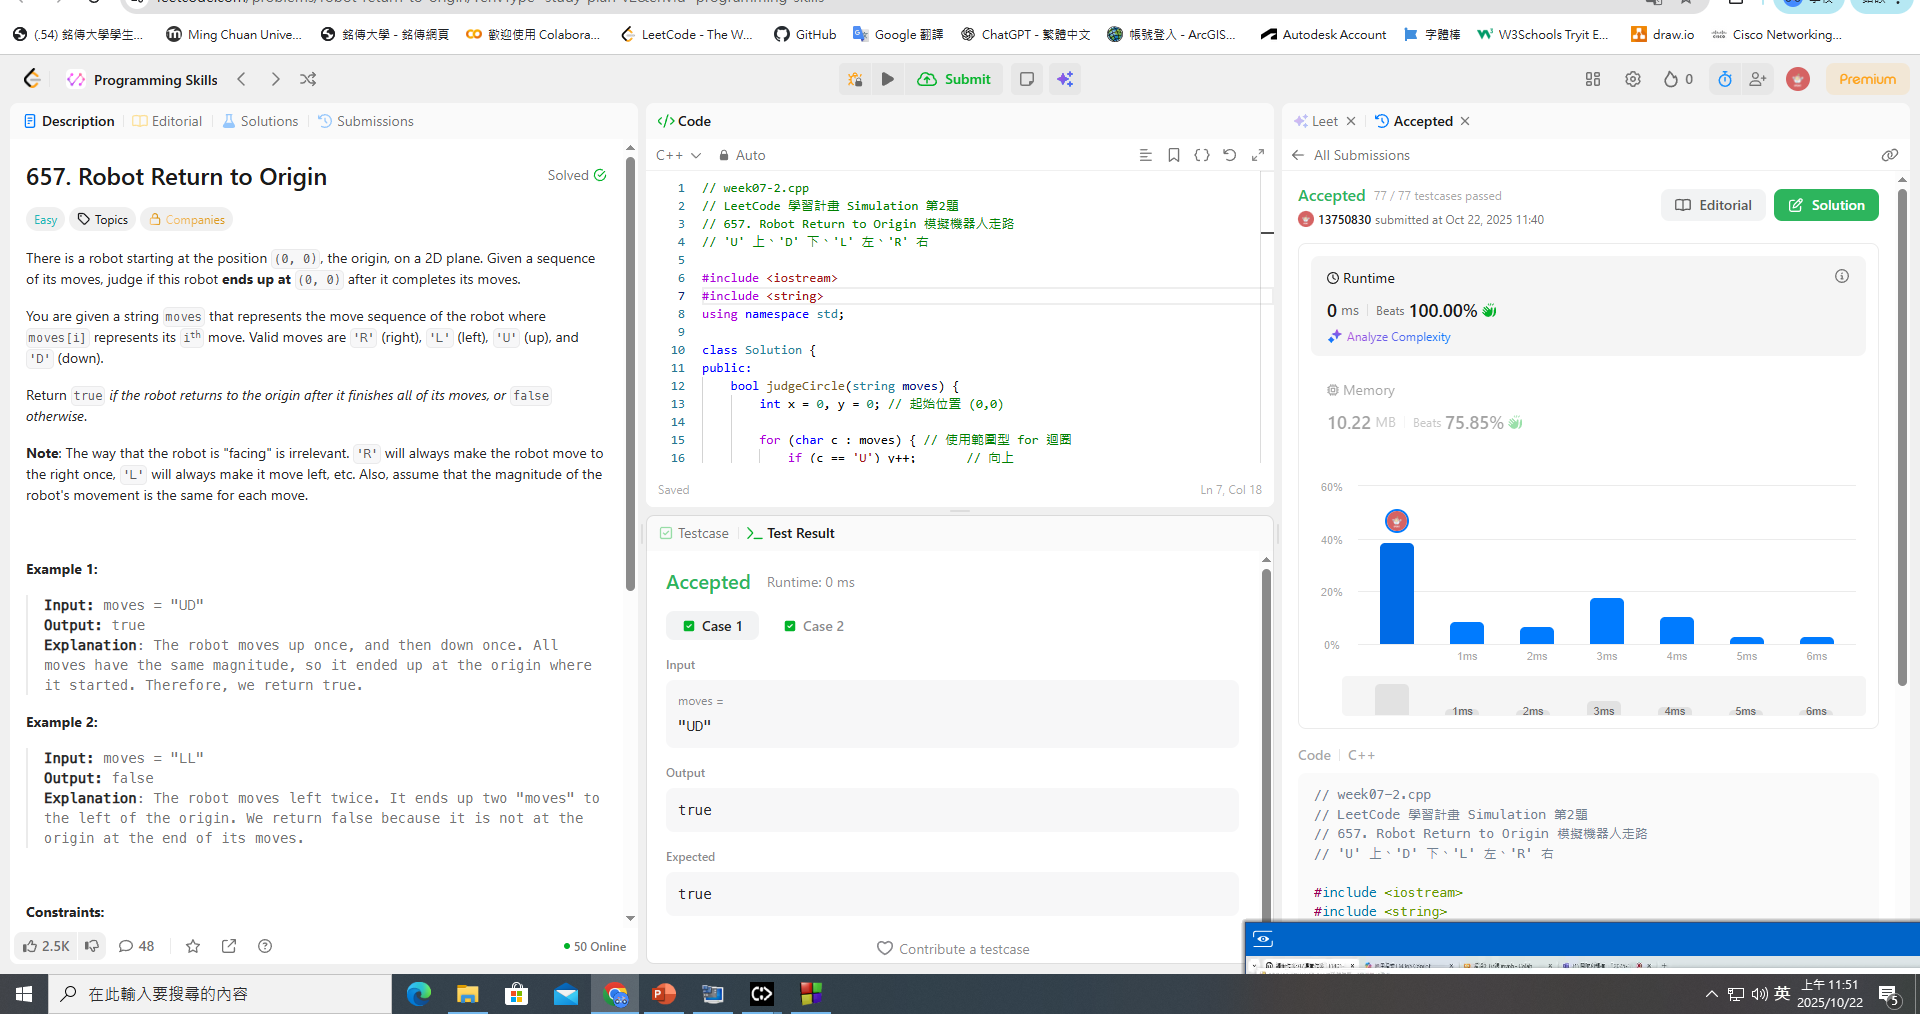 (.54) 銘傳大學學生...
Ming Chuan Unive...
銘傳大學 - 銘傳網頁
歡迎使用 Colabora...
LeetCode - The W...
GitHub
Google 翻譯
ChatGPT - 繁體中文
帳號登入 - ArcGIS...
Autodesk Account
字體棒
W3Schools Tryit E...
draw.io
Cisco Networking...
Programming Skills
Submit
0
Premium
Description
Editorial
Solutions
Submissions
657. Robot Return to Origin
Solved
Easy
Topics
Companies
There is a robot starting at the position (0, 0), the origin, on a 2D plane. Given a sequence
of its moves, judge if this robot ends up at (0, 0) after it completes its moves.
You are given a string moves that represents the move sequence of the robot where
moves[i] represents its ith move. Valid moves are 'R' (right), 'L' (left), 'U' (up), and
'D' (down).
Return true if the robot returns to the origin after it finishes all of its moves, or false
otherwise.
Note: The way that the robot is "facing" is irrelevant. 'R' will always make the robot move to
the right once, 'L' will always make it move left, etc. Also, assume that the magnitude of the
robot's movement is the same for each move.
Example 1:
Input: moves = "UD"
Output: true
Explanation: The robot moves up once, and then down once. All
moves have the same magnitude, so it ended up at the origin where
it started. Therefore, we return true.
Example 2:
Input: moves = "LL"
Output: false
Explanation: The robot moves left twice. It ends up two "moves" to
the left of the origin. We return false because it is not at the
origin at the end of its moves.
Constraints:
2.5K
48
50 Online
Code
C++
Auto
1 // week07-2.cpp
2 // LeetCode 學習計畫 Simulation 第2題
3 // 657. Robot Return to Origin 模擬機器人走路
4 // 'U' 上、'D' 下、'L' 左、'R' 右
5
6 #include <iostream>
7 #include <string>
8 using namespace std;
9
10 class Solution {
11 public:
12 bool judgeCircle(string moves) {
13 int x = 0, y = 0; // 起始位置 (0,0)
14
15 for (char c : moves) { // 使用範圍型 for 迴圈
16 if (c == 'U') y++; // 向上
Saved
Ln 7, Col 18
Testcase
Test Result
Accepted
Runtime: 0 ms
Case 1
Case 2
Input
moves =
"UD"
Output
true
Expected
true
Contribute a testcase
Leet
Accepted
All Submissions
Accepted 77 / 77 testcases passed
13750830 submitted at Oct 22, 2025 11:40
Editorial
Solution
Runtime
0 ms
Beats 100.00%
Analyze Complexity
Memory
10.22 MB
Beats 75.85%
60%
40%
20%
0%
1ms 2ms 3ms 4ms 5ms 6ms
1ms 2ms 3ms 4ms 5ms 6ms
Code
C++
// week07-2.cpp
// LeetCode 學習計畫 Simulation 第2題
// 657. Robot Return to Origin 模擬機器人走路
// 'U' 上、'D' 下、'L' 左、'R' 右
#include <iostream>
#include <string>
在此輸入要搜尋的內容
英
上午 11:51
2025/10/22
5